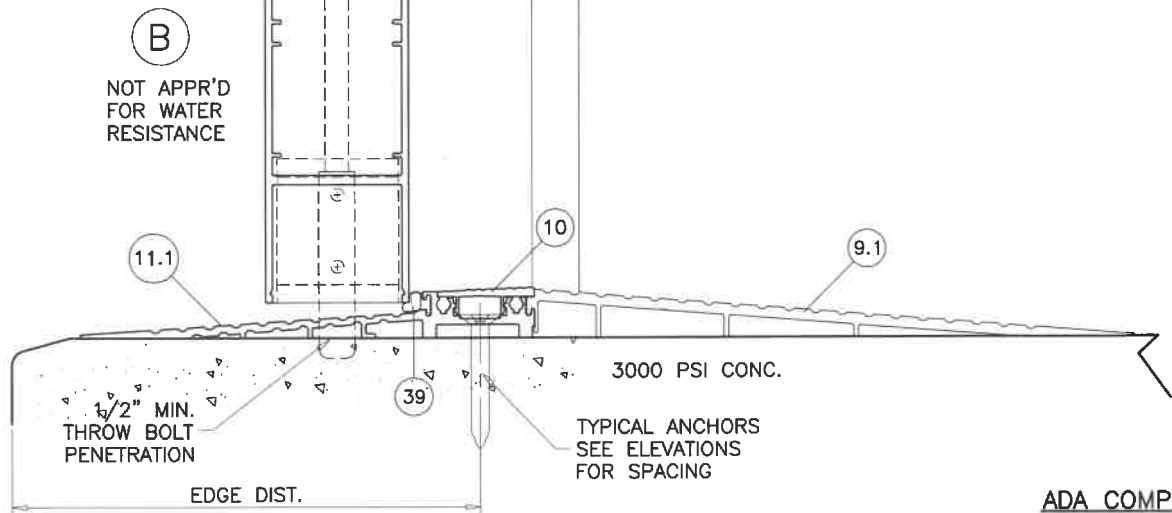 B
NOT APPR'D
FOR WATER
RESISTANCE
11.1
10
9.1
3000 PSI CONC.
39
1/2" MIN.
THROW BOLT
PENETRATION
TYPICAL ANCHORS
SEE ELEVATIONS
FOR SPACING
EDGE DIST.
ADA COMP